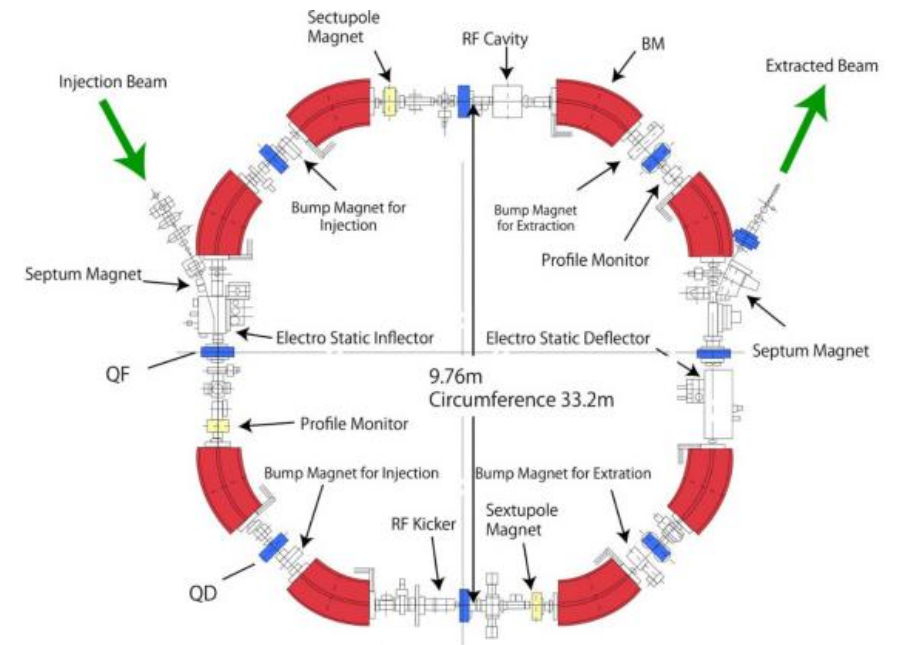 Sectupole
Magnet
RF Cavity
BM
Extracted Beam
Injection Beam
Bump Magnet for
Injection
Bump Magnet
for Extraction
Profile Monitor
Septum Magnet
Electro Static Inflector
Electro Static Deflector
Septum Magnet
QF
9.76m
Circumference 33.2m
Profile Monitor
Bump Magnet for Injection
Bump Magnet for Extration
RF Kicker
Sextupole
Magnet
QD